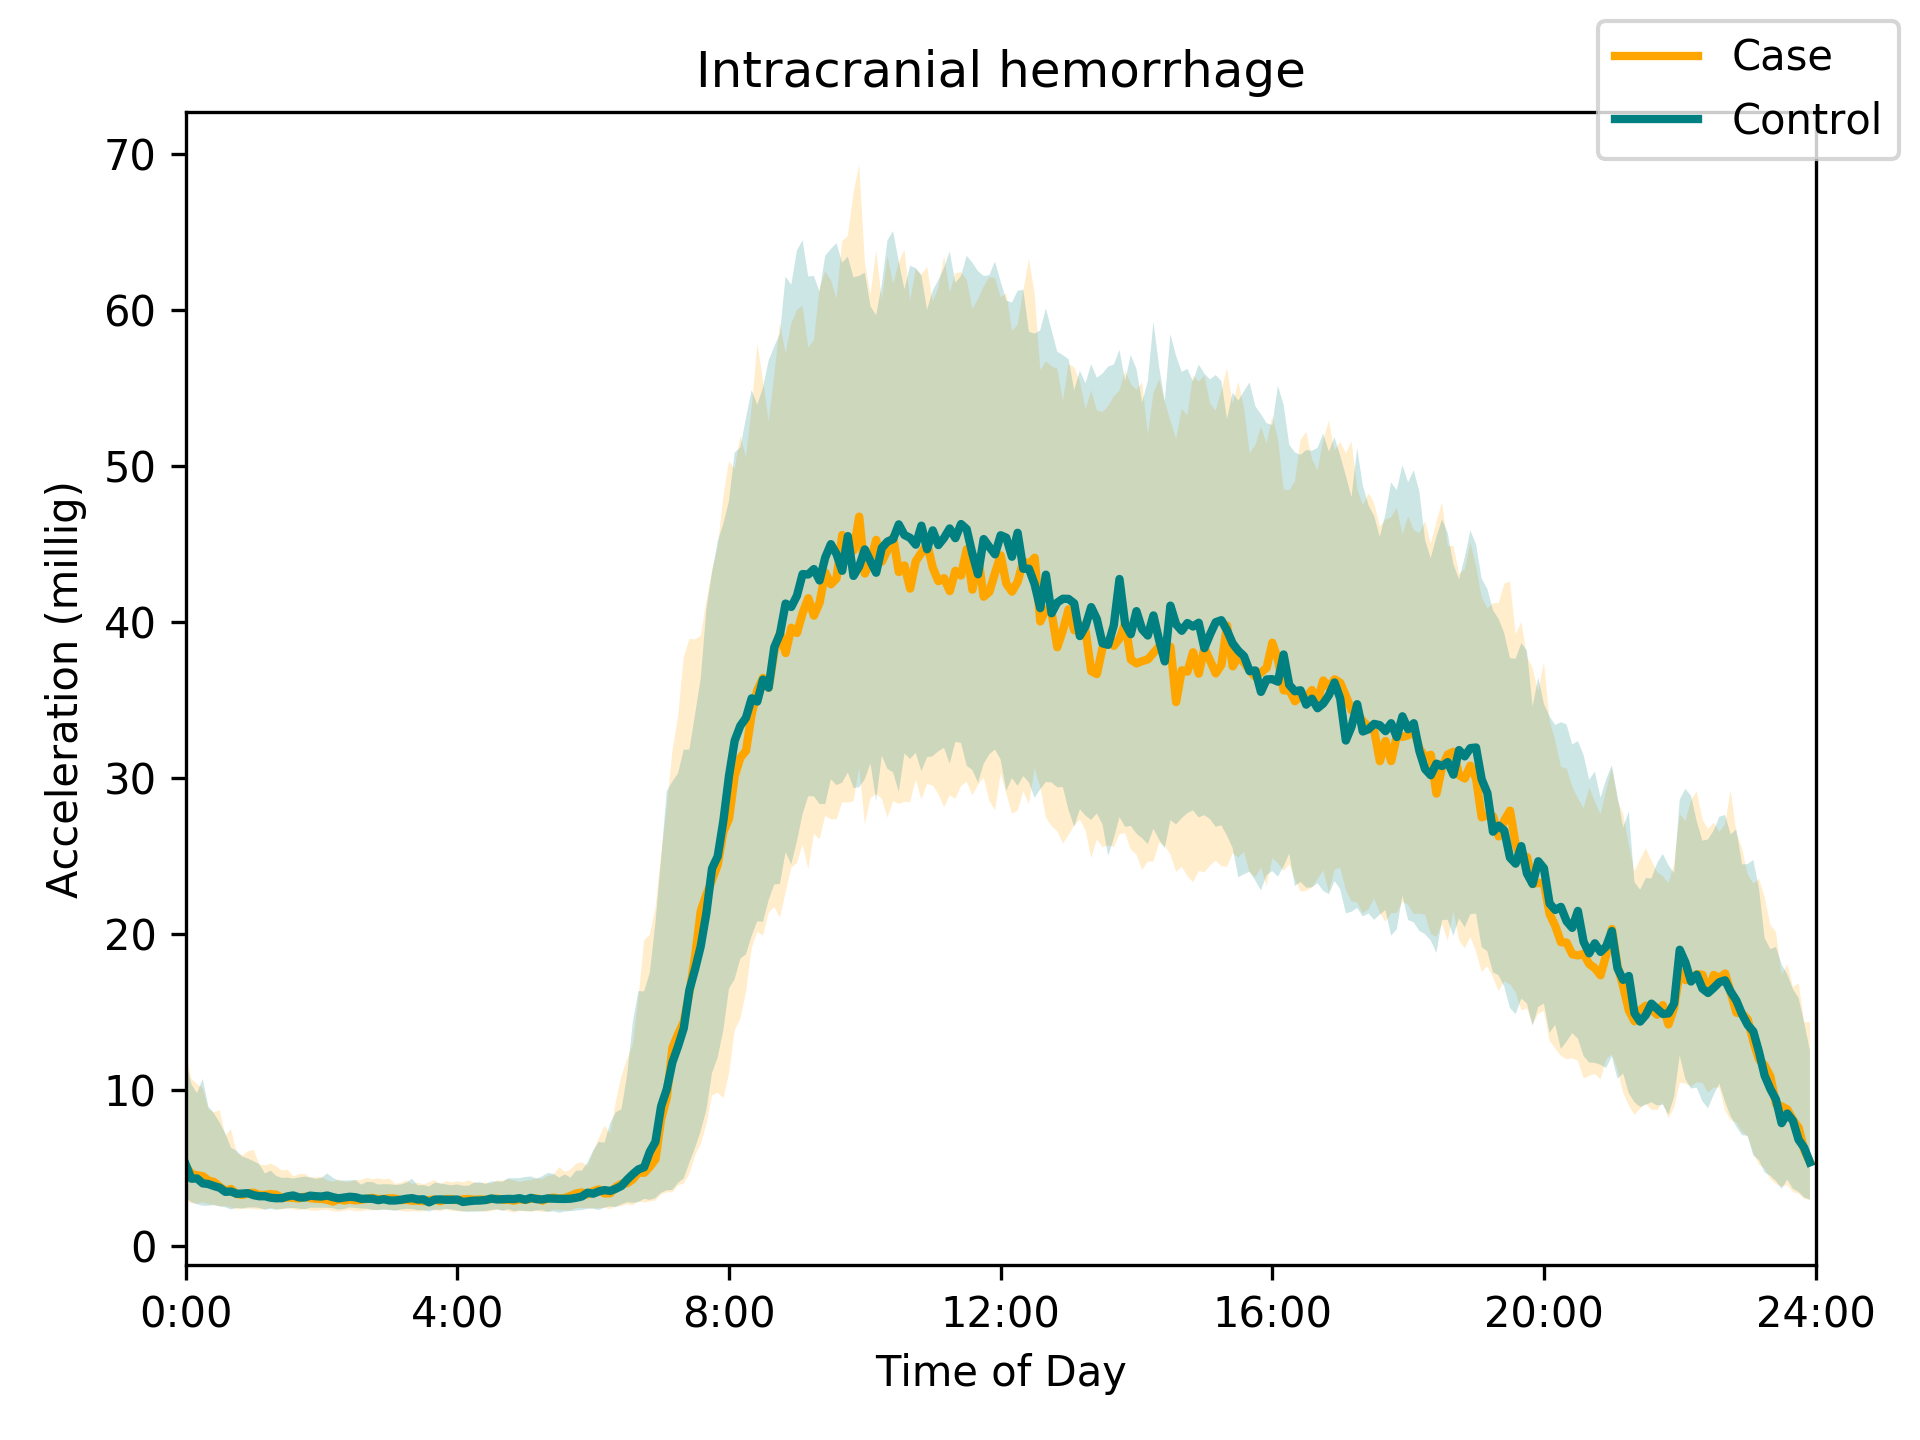 Intracranial hemorrhage
Case
Control
Acceleration (millig)
70
60
50
40
30
20
10
0
0:00 4:00 8:00 12:00 16:00 20:00 24:00
Time of Day